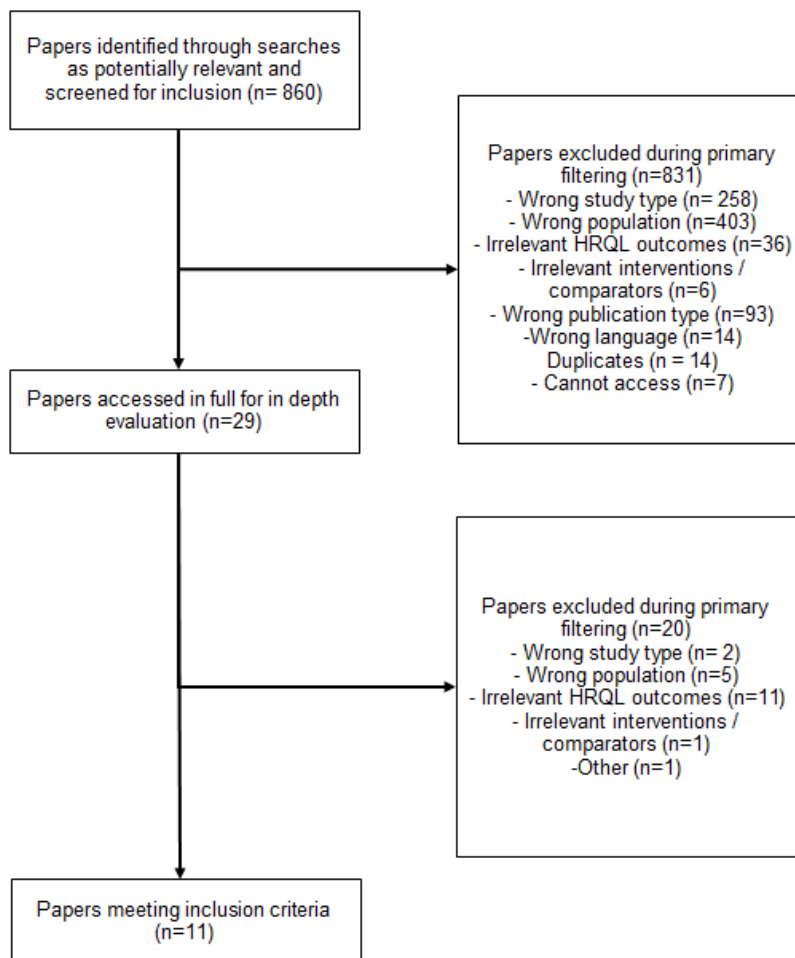 Papers identified through searches
as potentially relevant and
screened for inclusion (n= 860)
Papers excluded during primary
filtering (n=831)
- Wrong study type (n= 258)
- Wrong population (n=403)
- Irrelevant HRQL outcomes (n=36)
- Irrelevant interventions /
comparators (n=6)
- Wrong publication type (n=93)
-Wrong language (n=14)
Duplicates (n = 14)
- Cannot access (n=7)
Papers accessed in full for in depth
evaluation (n=29)
Papers excluded during primary
filtering (n=20)
- Wrong study type (n= 2)
- Wrong population (n=5)
- Irrelevant HRQL outcomes (n=11)
- Irrelevant interventions /
comparators (n=1)
-Other (n=1)
Papers meeting inclusion criteria
(n=11)